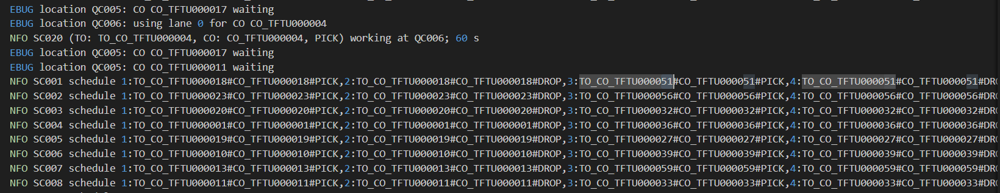 EBUG location QC005: CO CO_TFTU000017 waiting
EBUG location QC006: using lane 0 for CO CO_TFTU000004
NFO SC020 (TO: TO_CO_TFTU000004, CO: CO_TFTU000004, PICK) working at QC006; 60 s
EBUG location QC005: CO CO_TFTU000017 waiting
EBUG location QC005: CO CO_TFTU000011 waiting
NFO SC001 schedule 1:TO_CO_TFTU000018#CO_TFTU000018#PICK,2:TO_CO_TFTU000018#CO_TFTU000018#DROP,3:TO_CO_TFTU000051#CO_TFTU000051#PICK,4:TO_CO_TFTU000051#CO_TFTU000051#DRO
NFO SC002 schedule 1:TO_CO_TFTU000023#CO_TFTU000023#PICK,2:TO_CO_TFTU000023#CO_TFTU000023#DROP,3:TO_CO_TFTU000056#CO_TFTU000056#PICK,4:TO_CO_TFTU000056#CO_TFTU000056#DRO
NFO SC003 schedule 1:TO_CO_TFTU000020#CO_TFTU000020#PICK,2:TO_CO_TFTU000020#CO_TFTU000020#DROP,3:TO_CO_TFTU000032#CO_TFTU000032#PICK,4:TO_CO_TFTU000032#CO_TFTU000032#DRO
NFO SC004 schedule 1:TO_CO_TFTU000001#CO_TFTU000001#PICK,2:TO_CO_TFTU000001#CO_TFTU000001#DROP,3:TO_CO_TFTU000036#CO_TFTU000036#PICK,4:TO_CO_TFTU000036#CO_TFTU000036#DRO
NFO SC005 schedule 1:TO_CO_TFTU000019#CO_TFTU000019#PICK,2:TO_CO_TFTU000019#CO_TFTU000019#DROP,3:TO_CO_TFTU000027#CO_TFTU000027#PICK,4:TO_CO_TFTU000027#CO_TFTU000027#DRO
NFO SC006 schedule 1:TO_CO_TFTU000010#CO_TFTU000010#PICK,2:TO_CO_TFTU000010#CO_TFTU000010#DROP,3:TO_CO_TFTU000039#CO_TFTU000039#PICK,4:TO_CO_TFTU000039#CO_TFTU000039#DRO
NFO SC007 schedule 1:TO_CO_TFTU000013#CO_TFTU000013#PICK,2:TO_CO_TFTU000013#CO_TFTU000013#DROP,3:TO_CO_TFTU000059#CO_TFTU000059#PICK,4:TO_CO_TFTU000059#CO_TFTU000059#DRO
NFO SC008 schedule 1:TO_CO_TFTU000011#CO_TFTU000011#PICK,2:TO_CO_TFTU000011#CO_TFTU000011#DROP,3:TO_CO_TFTU000033#CO_TFTU000033#PICK,4:TO_CO_TFTU000033#CO_TFTU000033#DRO